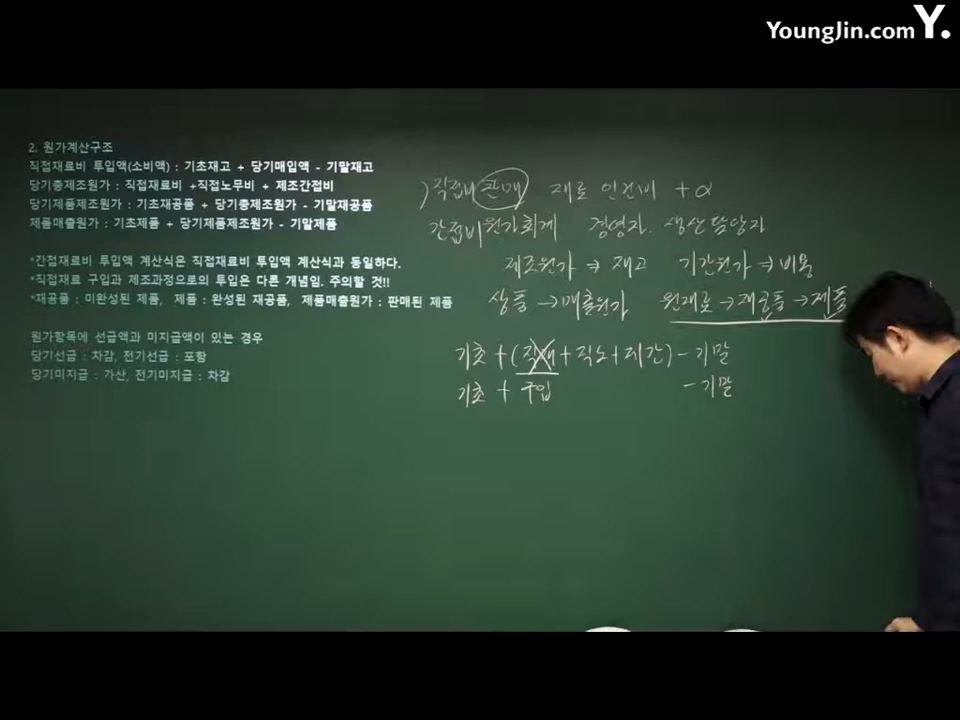 YoungJin.com Y.
2. 원가계산구조
직접재료비 투입액(소비액) : 기초재고 + 당기매입액 - 기말재고
당기총제조원가 : 직접재료비 +직접노무비 + 제조간접비
당기제품제조원가 : 기초재공품 + 당기총제조원가 - 기말재공품
제품매출원가 : 기초제품 + 당기제품제조원가 - 기말제품
*간접재료비 투입액 계산식은 직접재료비 투입액 계산식과 동일하다.
*직접재료 구입과 제조과정으로의 투입은 다른 개념임. 주의할 것!!
*재공품 : 미완성된 제품, 제품 : 완성된 재공품, 제품매출원가 : 판매된 제품
원가항목에 선급액과 미지급액이 있는 경우
당기선급 : 차감, 전기선급 : 포함
당기미지급 : 가산, 전기미지급 : 차감
직접비 판매 재료 인건비 + α
간접비 원가회계 경영자. 생산담당자
제조원가 ⇒ 재고 기간원가 ⇒ 비용
상품 → 매출원가 원재료 → 재공품 → 제품
기초 + (직재 + 직노 + 제간) - 기말
기초 + 구입 - 기말